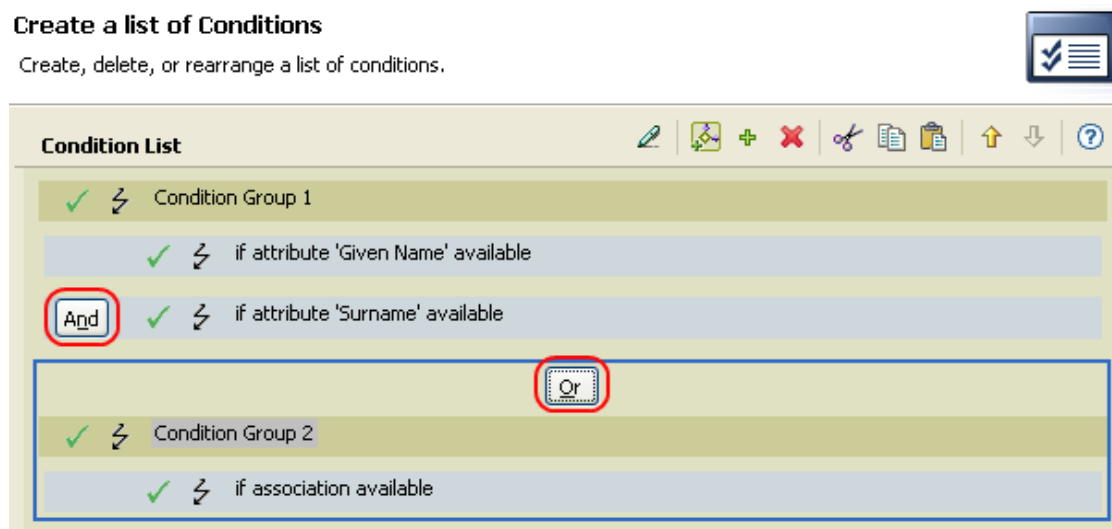 Create a list of Conditions
Create, delete, or rearrange a list of conditions.
Condition List
Condition Group 1
if attribute 'Given Name' available
And
if attribute 'Surname' available
Or
Condition Group 2
if association available